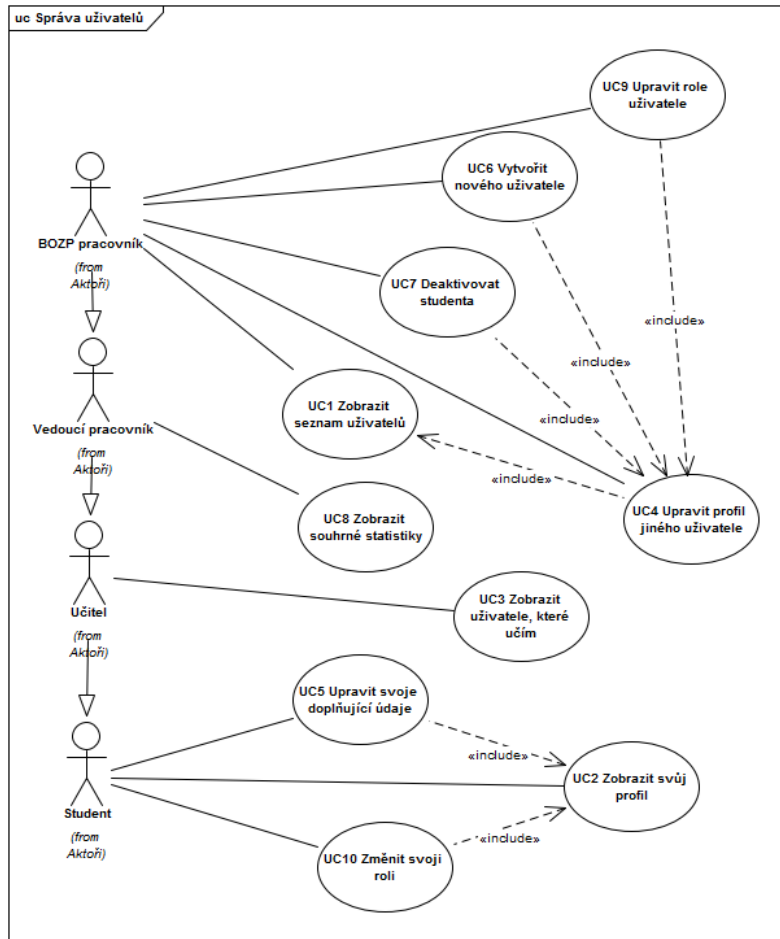 uc Správa uživatelů
UC9 Upravit role
uživatele
UC6 Vytvořit
nového uživatele
BOZP pracovník
(from
Aktoři)
UC7 Deaktivovat
studenta
«include»
«include»
«include»
UC1 Zobrazit
seznam uživatelů
Vedoucí pracovník
(from
Aktoři)
«include»
UC4 Upravit profil
jiného uživatele
UC8 Zobrazit
souhrné statistiky
UC3 Zobrazit
uživatele, které
učím
Učitel
(from
Aktoři)
UC5 Upravit svoje
doplňující údaje
«include»
UC2 Zobrazit svůj
profil
Student
(from
Aktoři)
«include»
UC10 Změnit svoji
roli